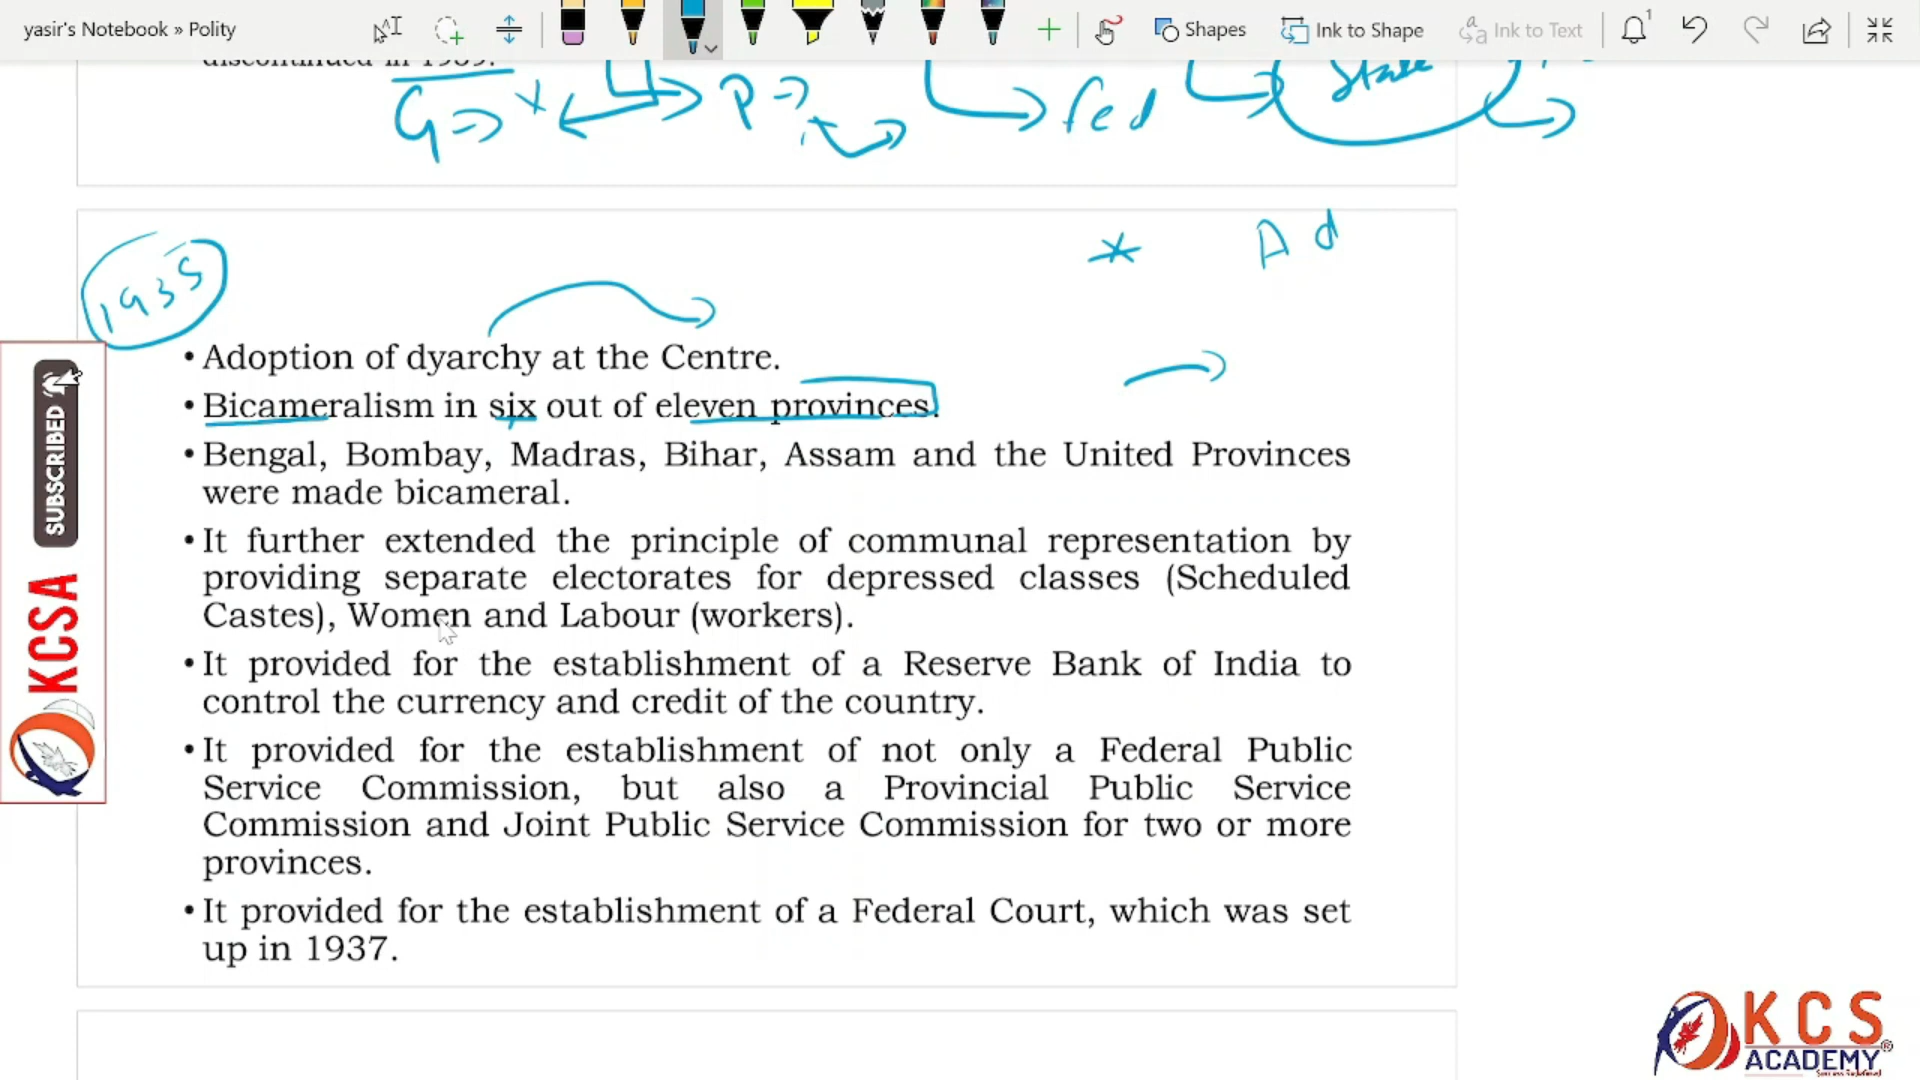 yasir's Notebook » Polity
Shapes
Ink to Shape
Ink to Text
1
discontinued in 1939.
G => x
P =>
fed
State
1935
* A d
• Adoption of dyarchy at the Centre.
• Bicameralism in six out of eleven provinces.
• Bengal, Bombay, Madras, Bihar, Assam and the United Provinces
were made bicameral.
• It further extended the principle of communal representation by
providing separate electorates for depressed classes (Scheduled
Castes), Women and Labour (workers).
• It provided for the establishment of a Reserve Bank of India to
control the currency and credit of the country.
• It provided for the establishment of not only a Federal Public
Service Commission, but also a Provincial Public Service
Commission and Joint Public Service Commission for two or more
provinces.
• It provided for the establishment of a Federal Court, which was set
up in 1937.
SUBSCRIBED
KCSA
KCS
ACADEMY®